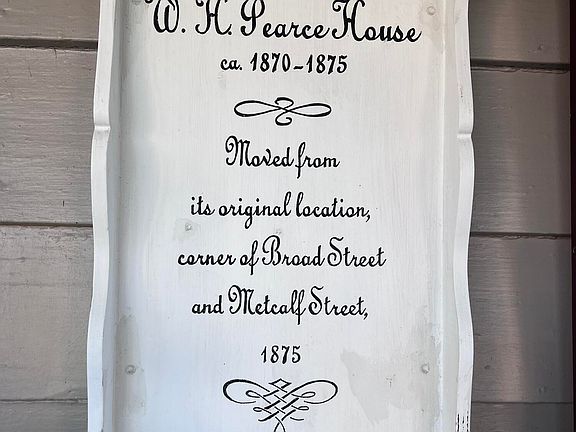 W. H. Pearce House
ca. 1870-1875
Moved from
its original location,
corner of Broad Street
and Metcalf Street,
1875